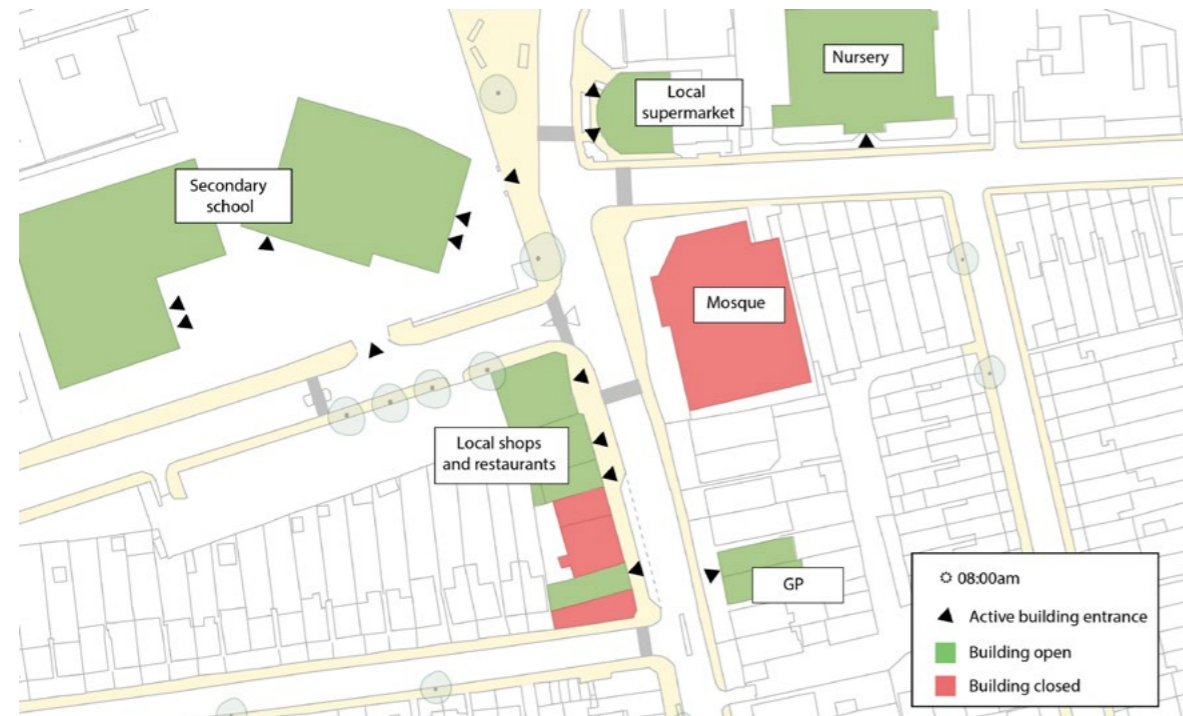 Nursery
Local
supermarket
Secondary
school
Mosque
Local shops
and restaurants
GP
08:00am
Active building entrance
Building open
Building closed